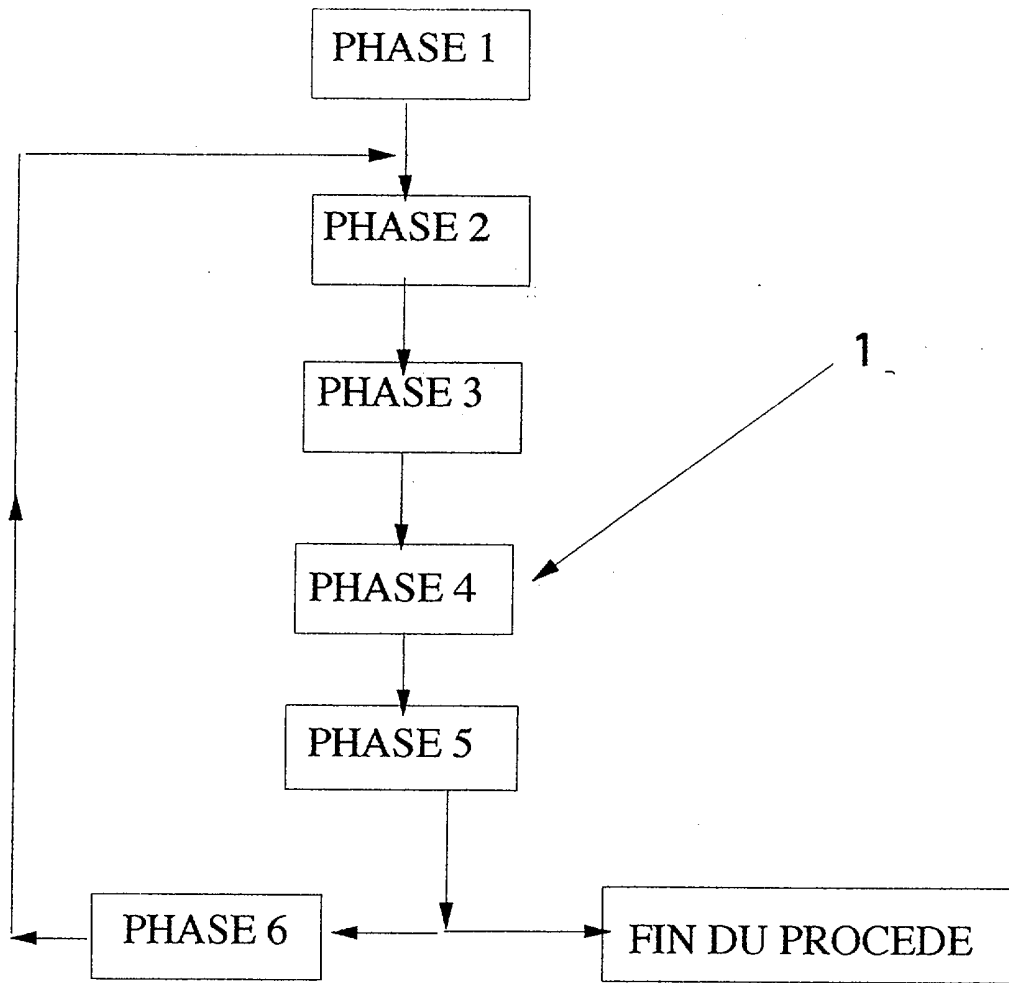 PHASE 1
PHASE 2
1
PHASE 3
PHASE 4
PHASE 5
PHASE 6
FIN DU PROCEDE